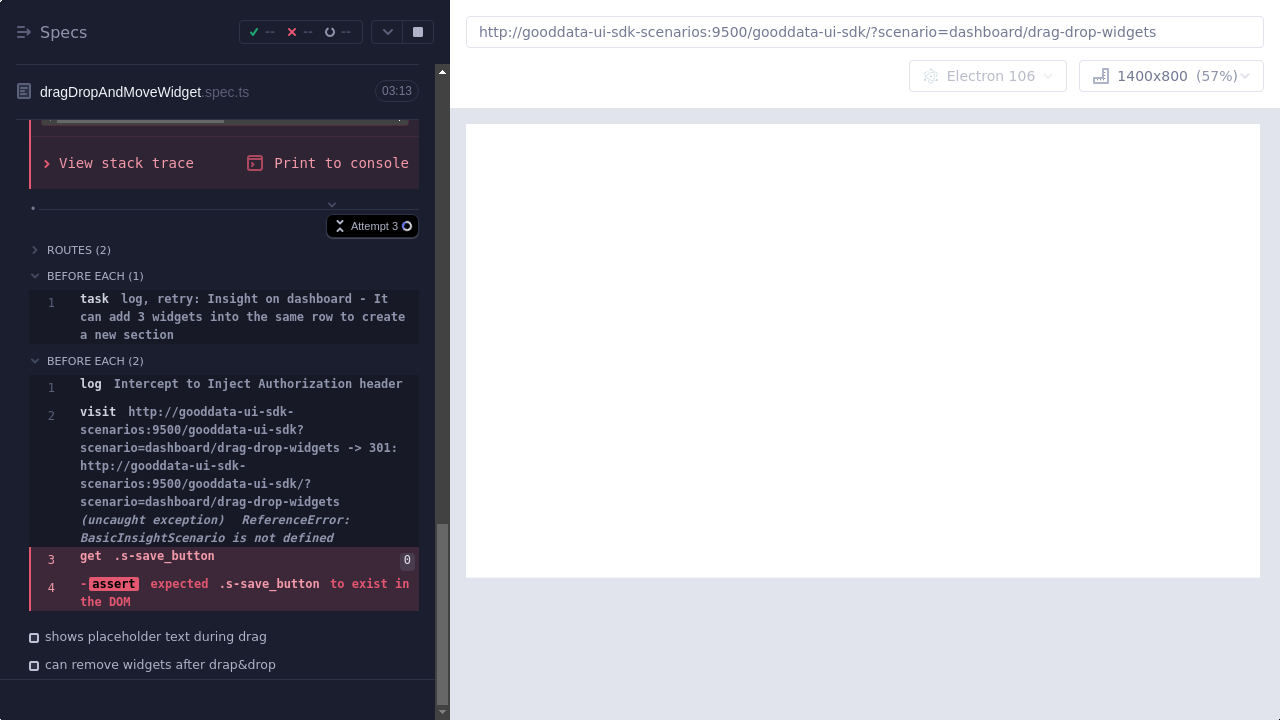 Specs
--
--
--
http://gooddata-ui-sdk-scenarios:9500/gooddata-ui-sdk/?scenario=dashboard/drag-drop-widgets
Electron 106
1400x800 (57%)
dragDropAndMoveWidget.spec.ts
03:13
View stack trace
Print to console
Attempt 3
ROUTES (2)
BEFORE EACH (1)
1 task log, retry: Insight on dashboard - It
can add 3 widgets into the same row to create
a new section
BEFORE EACH (2)
1 log Intercept to Inject Authorization header
2 visit http://gooddata-ui-sdk-
scenarios:9500/gooddata-ui-sdk?
scenario=dashboard/drag-drop-widgets -> 301:
http://gooddata-ui-sdk-
scenarios:9500/gooddata-ui-sdk/?
scenario=dashboard/drag-drop-widgets
(uncaught exception) ReferenceError:
BasicInsightScenario is not defined
3 get .s-save_button 0
4 -assert expected .s-save_button to exist in
the DOM
shows placeholder text during drag
can remove widgets after drap&drop